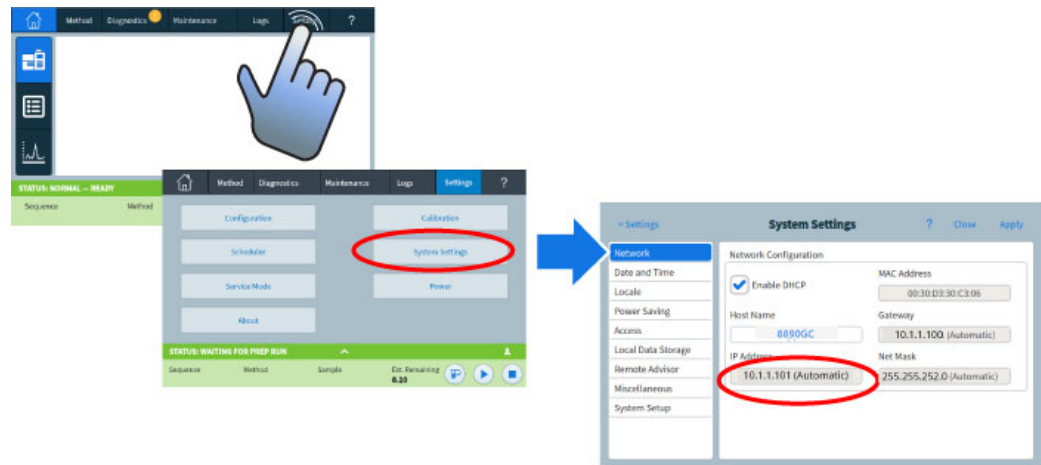 Method Diagnostics Maintenance Logs Settings ?
STATUS: NORMAL — READY
Sequence Method
Method Diagnostics Maintenance Logs Settings ?
Configuration Calibration
Scheduler System Settings
Service Mode Power
About
STATUS: WAITING FOR PREP RUN
Sequence Method Sample Est. Remaining
0.10
< Settings System Settings ? Close Apply
Network
Date and Time
Locale
Power Saving
Access
Local Data Storage
Remote Advisor
Miscellaneous
System Setup
Network Configuration
Enable DHCP
MAC Address
00:30:D3:30:C3:06
Host Name
8890GC
Gateway
10.1.1.100 (Automatic)
IP Address
10.1.1.101 (Automatic)
Net Mask
255.255.252.0 (Automatic)